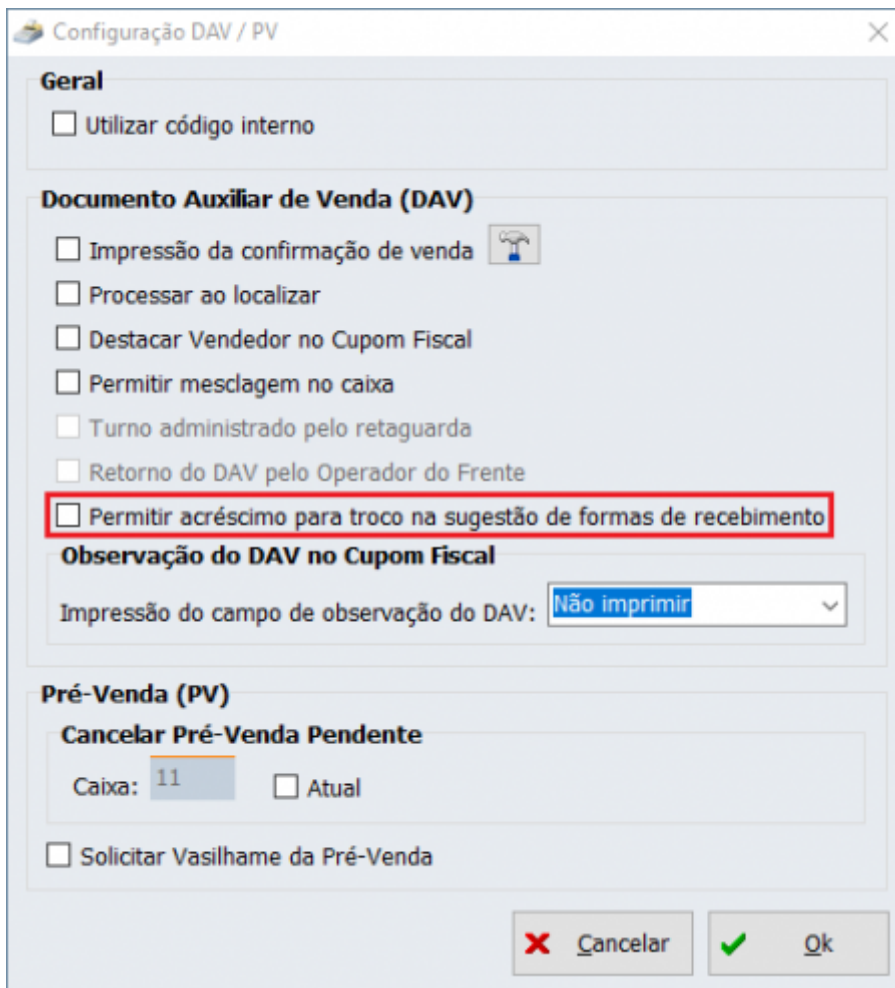 Configuração DAV / PV
Geral
Utilizar código interno
Documento Auxiliar de Venda (DAV)
Impressão da confirmação de venda
Processar ao localizar
Destacar Vendedor no Cupom Fiscal
Permitir mesclagem no caixa
Turno administrado pelo retaguarda
Retorno do DAV pelo Operador do Frente
Permitir acréscimo para troco na sugestão de formas de recebimento
Observação do DAV no Cupom Fiscal
Impressão do campo de observação do DAV: Não imprimir
Pré-Venda (PV)
Cancelar Pré-Venda Pendente
Caixa: 11 Atual
Solicitar Vasilhame da Pré-Venda
Cancelar Ok